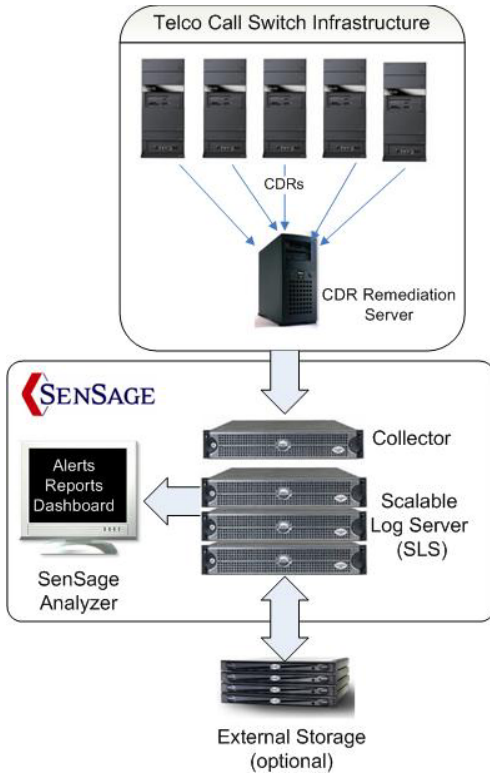 Telco Call Switch Infrastructure
CDRs
CDR Remediation
Server
SENSAGE
Collector
Alerts
Reports
Dashboard
Scalable
Log Server
(SLS)
SenSage
Analyzer
External Storage
(optional)